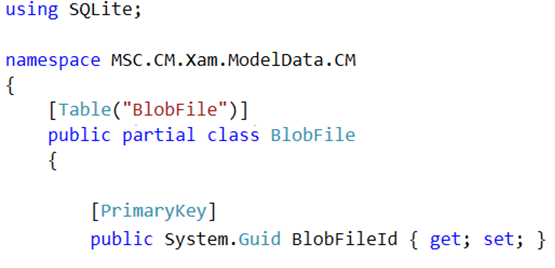 using SQLite;
namespace MSC.CM.Xam.ModelData.CM
{
[Table("BlobFile")]
public partial class BlobFile
{
[PrimaryKey]
public System.Guid BlobFileId { get; set; }